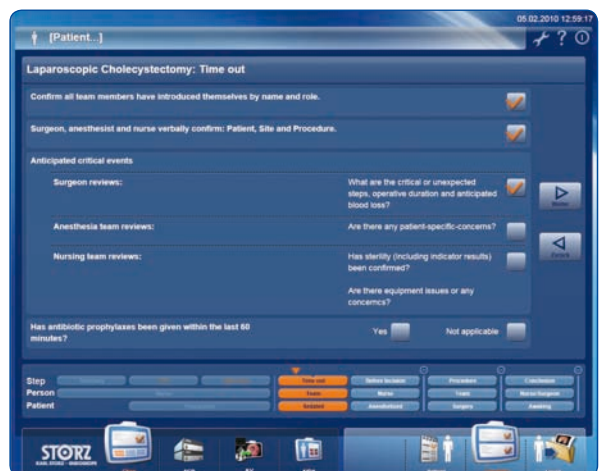 05.02.2010 12:59:17
[Patient...]
?
Laparoscopic Cholecystectomy: Time out
Confirm all team members have introduced themselves by name and role.
Surgeon, anesthesist and nurse verbally confirm: Patient, Site and Procedure.
Anticipated critical events
Surgeon reviews:
What are the critical or unexpected
steps, operative duration and anticipated
blood loss?
Anesthesia team reviews:
Are there any patient-specific-concerns?
Nursing team reviews:
Has sterility (including indicator results)
been confirmed?
Are there equipment issues or any
concerncs?
Has antibiotic prophylaxes been given within the last 60
minutes?
Yes
Not applicable
Step
Time out
Before Incision
Procedure
Conclusion
Person
Team
Nurse
Team
Nurse/Surgeon
Patient
Sedated
Anesthetized
Surgery
Awaking
STORZ
KARL STORZ - ENDOSKOPE